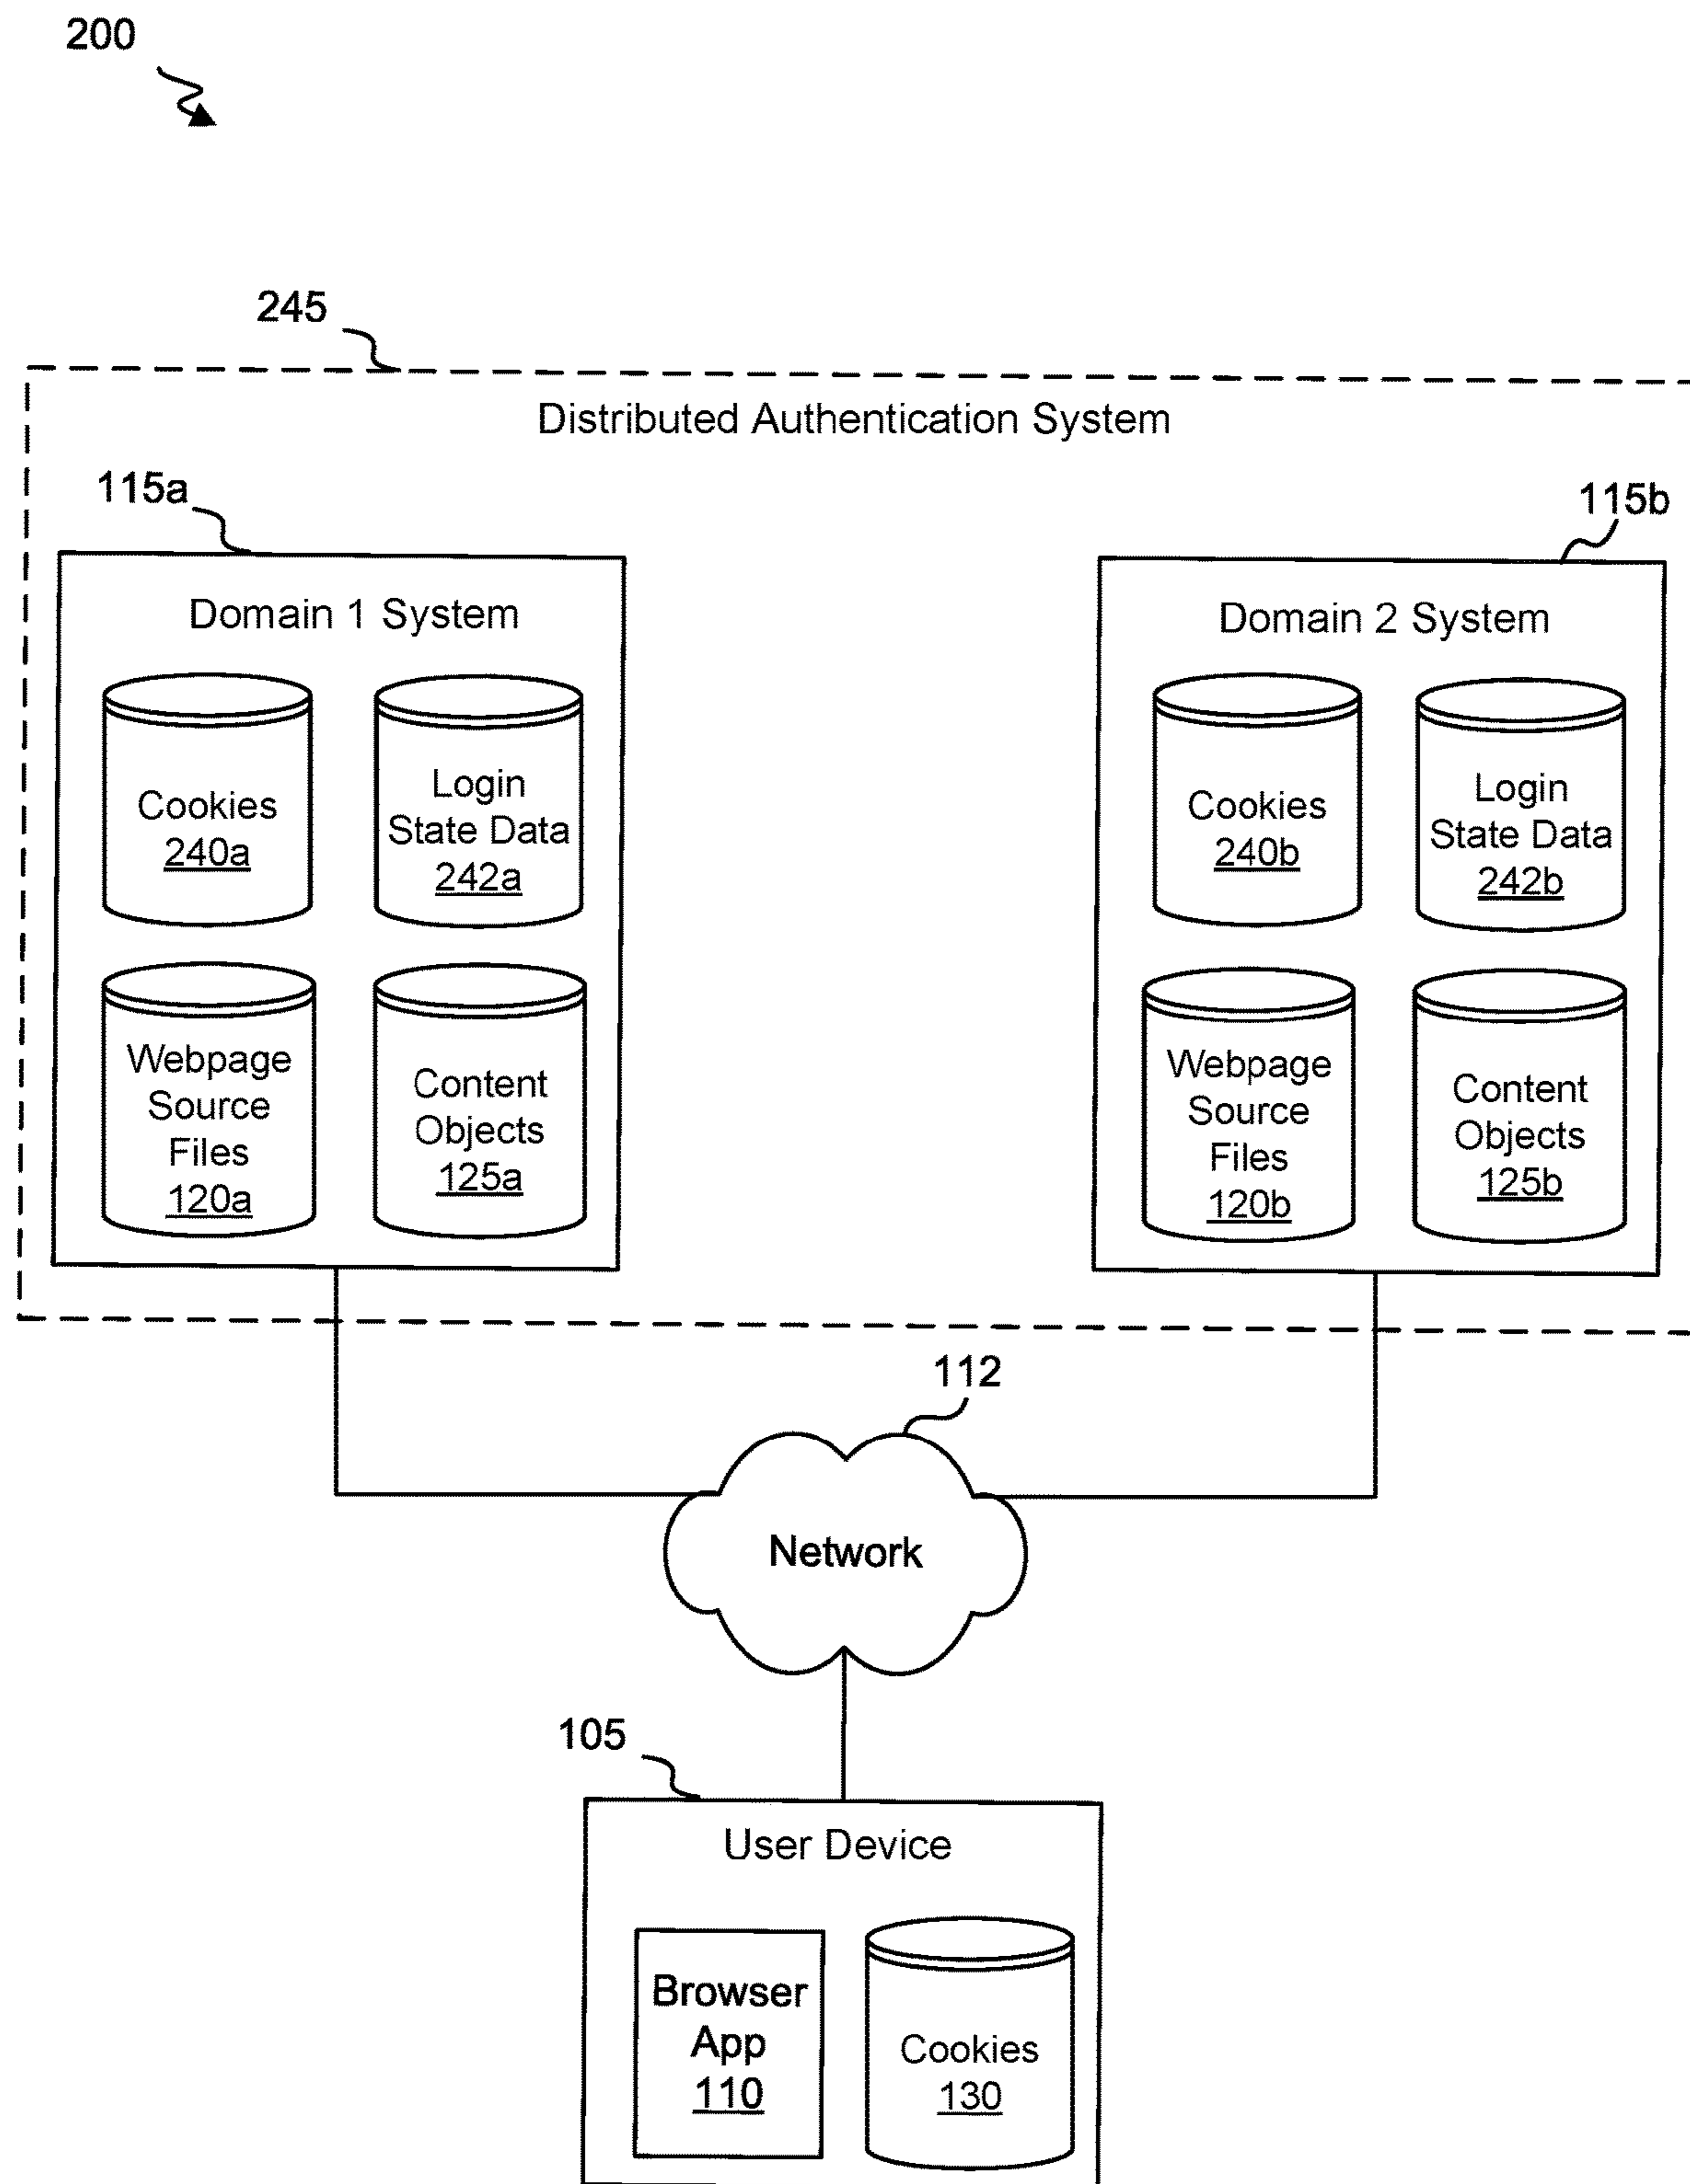 200
245
Distributed Authentication System
115a
115b
Domain 1 System
Cookies
240a
Login
State Data
242a
Webpage
Source
Files
120a
Content
Objects
125a
Domain 2 System
Cookies
240b
Login
State Data
242b
Webpage
Source
Files
120b
Content
Objects
125b
112
Network
105
User Device
Browser
App
110
Cookies
130